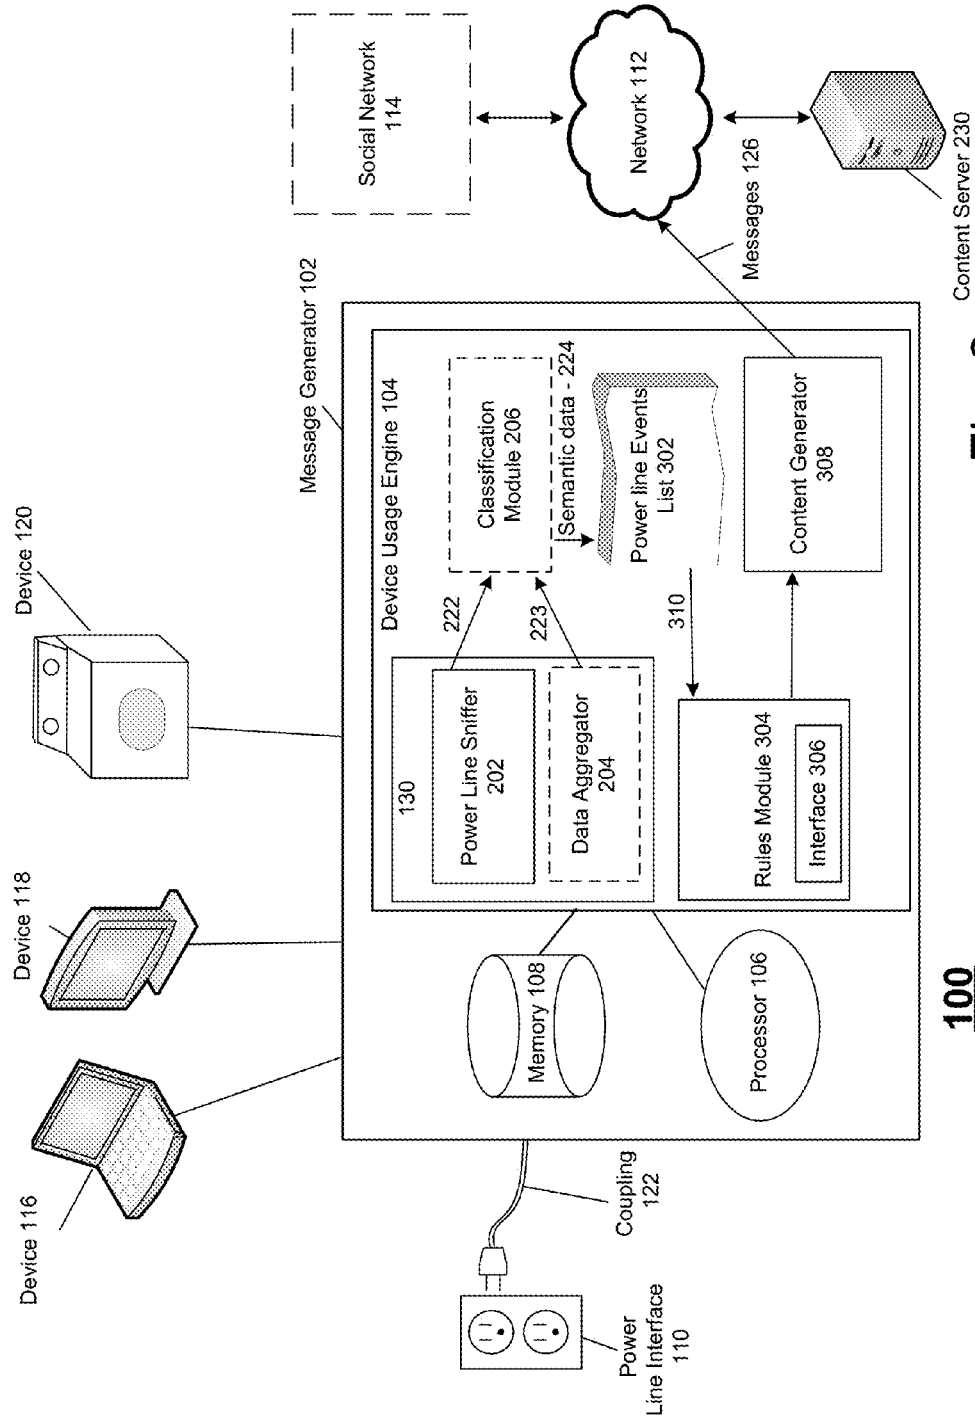 Device 116
Device 118
Device 120
Power
Line Interface
110
Coupling
122
Message Generator 102
Memory 108
Processor 106
Device Usage Engine 104
130
Power Line Sniffer
202
Data Aggregator
204
222
223
Classification
Module 206
Semantic data - 224
Power line Events
List 302
310
Rules Module 304
Interface 306
Content Generator
308
Social Network
114
Network 112
Messages 126
Content Server 230
100